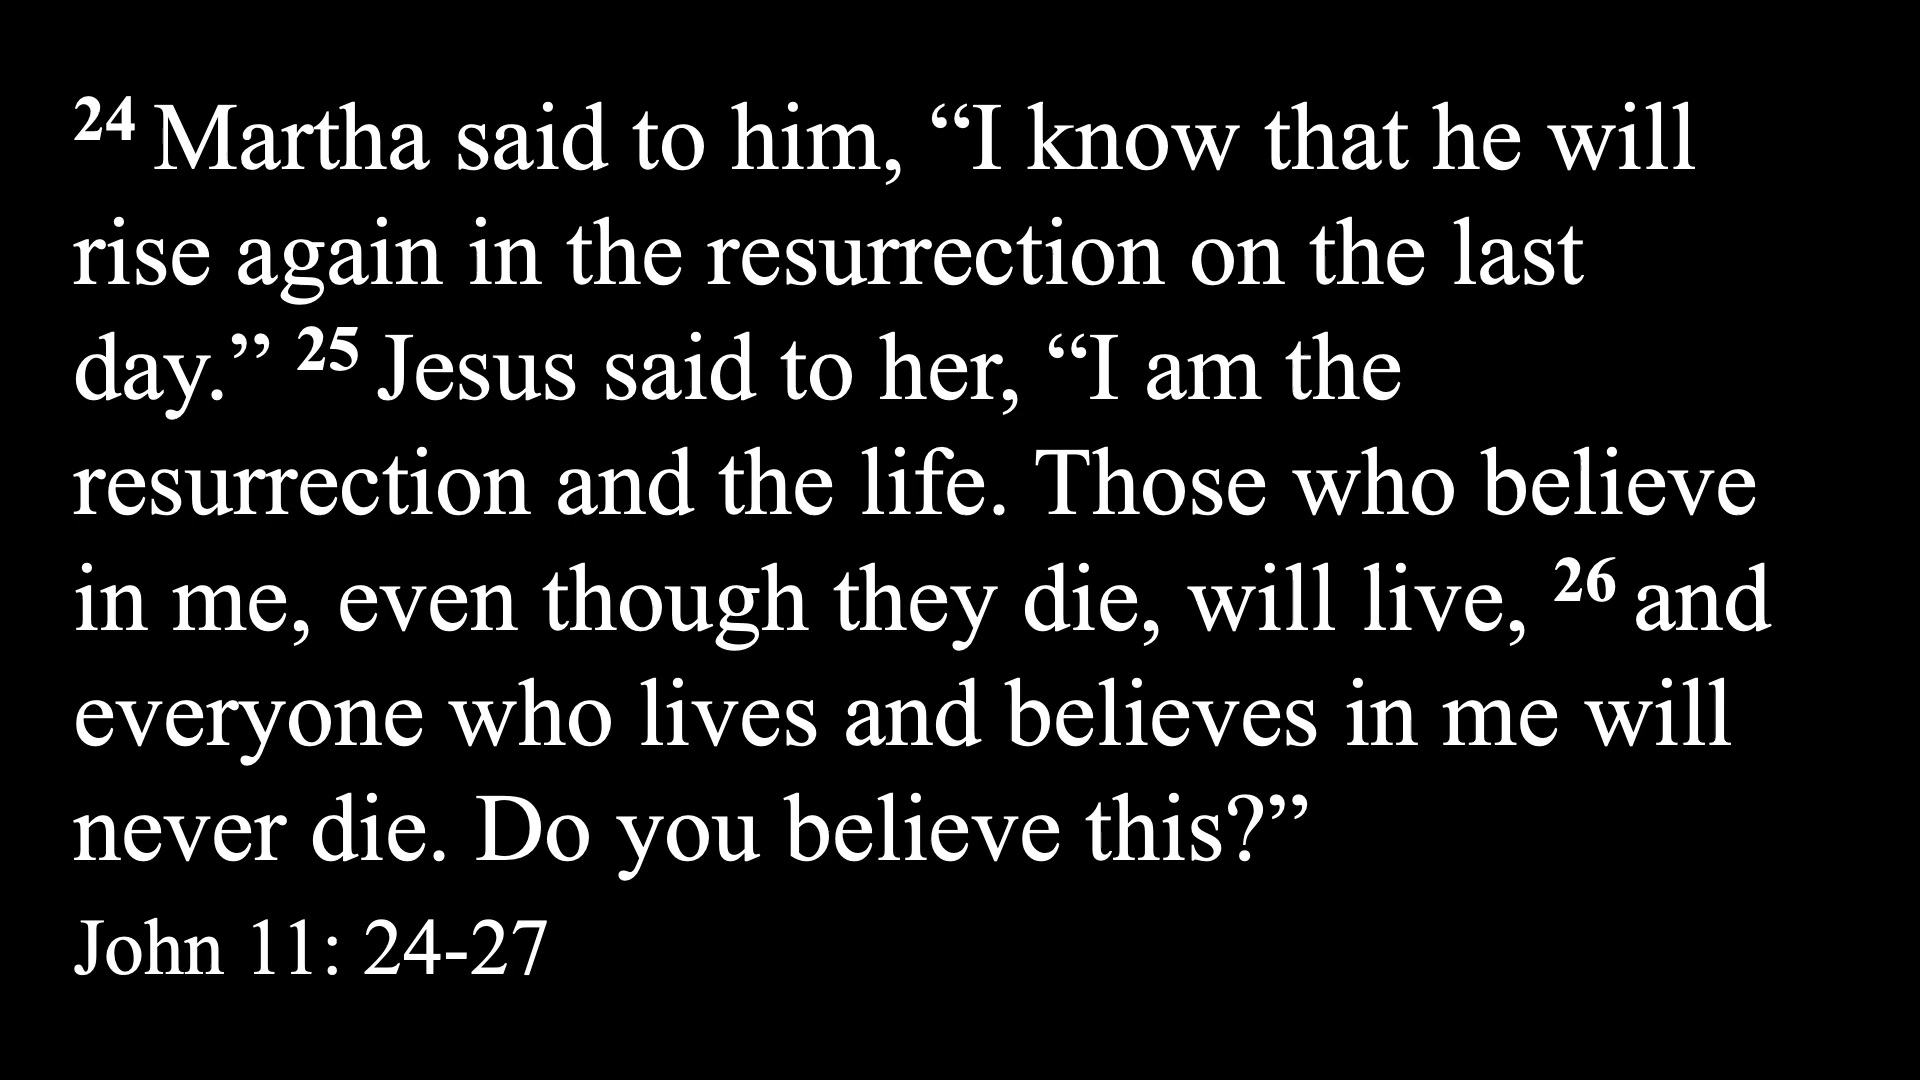 24 Martha said to him, “I know that he will
rise again in the resurrection on the last
day.” 25 Jesus said to her, “I am the
resurrection and the life. Those who believe
in me, even though they die, will live, 26 and
everyone who lives and believes in me will
never die. Do you believe this?”
John 11: 24-27